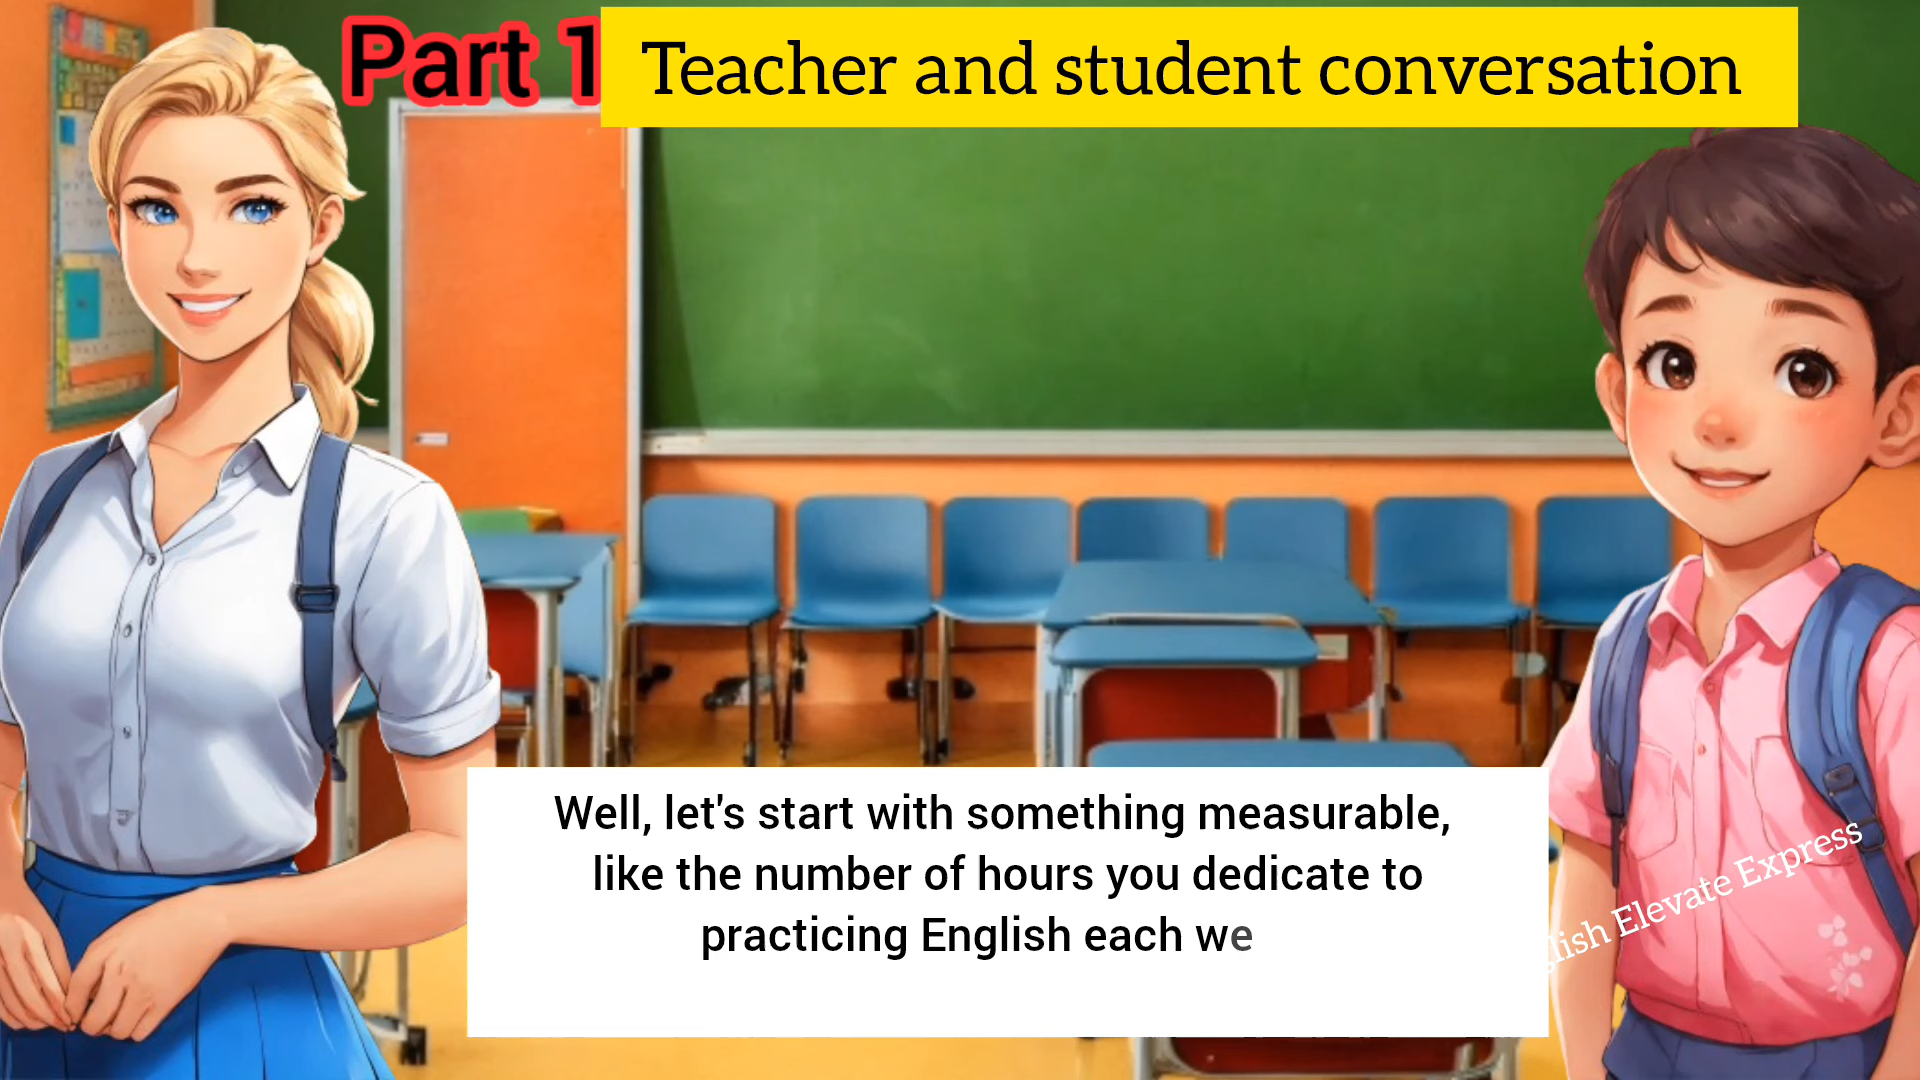 Part 1
Teacher and student conversation
Well, let's start with something measurable,
like the number of hours you dedicate to
practicing English each we
lish Elevate Express